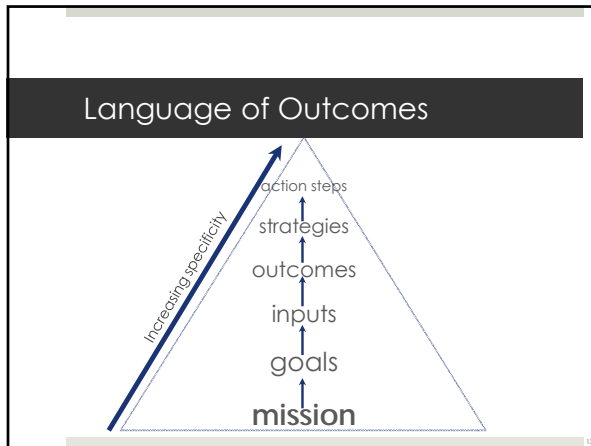 Language of Outcomes
Increasing specificity
action steps
strategies
outcomes
inputs
goals
mission